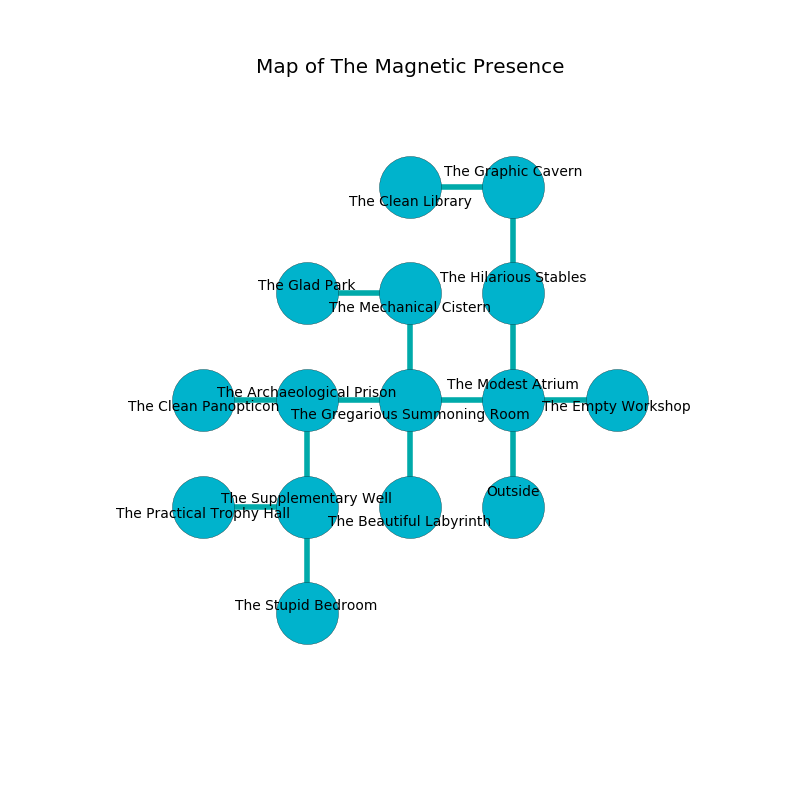 Map of The Magnetic Presence
The Graphic Cavern
The Clean Library
The Hilarious Stables
The Glad Park
The Mechanical Cistern
The Modest Atrium
The Archaeological Prison
The Clean Panopticon
The Empty Workshop
The Gregarious Summoning Room
Outside
The Supplementary Well
The Practical Trophy Hall
The Beautiful Labyrinth
The Stupid Bedroom